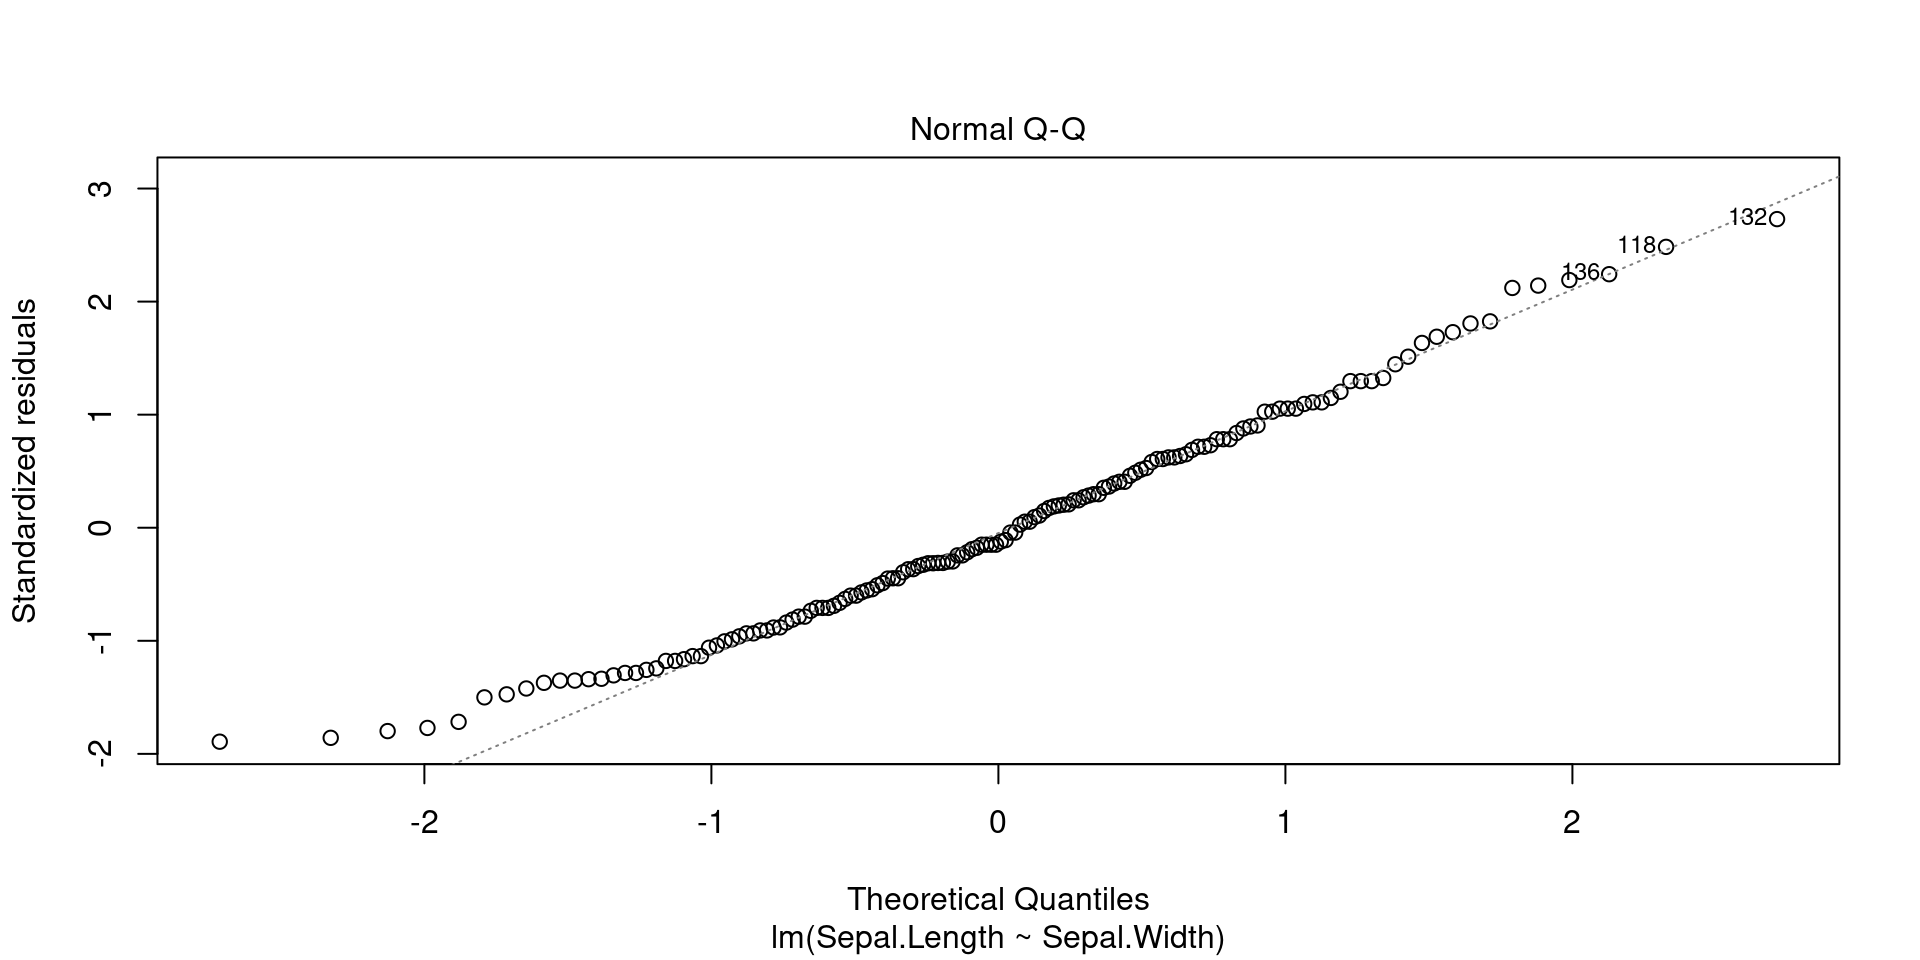 Normal Q-Q
Standardized residuals
3
2
1
0
-1
-2
132
118
136
-2 -1 0 1 2
Theoretical Quantiles
lm(Sepal.Length ~ Sepal.Width)